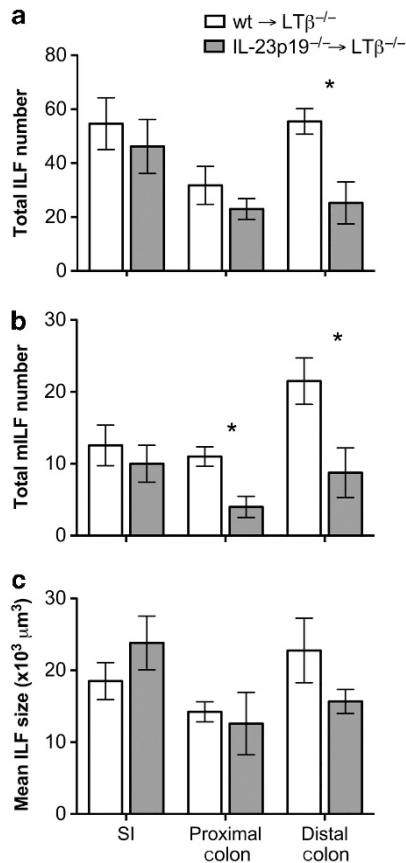 a
wt → LTβ⁻/⁻
IL-23p19⁻/⁻ → LTβ⁻/⁻
Total ILF number
80
60
40
20
0
*
b
Total mILF number
30
20
10
0
*
*
c
Mean ILF size (x10³ μm³)
30
20
10
0
SI
Proximal colon
Distal colon